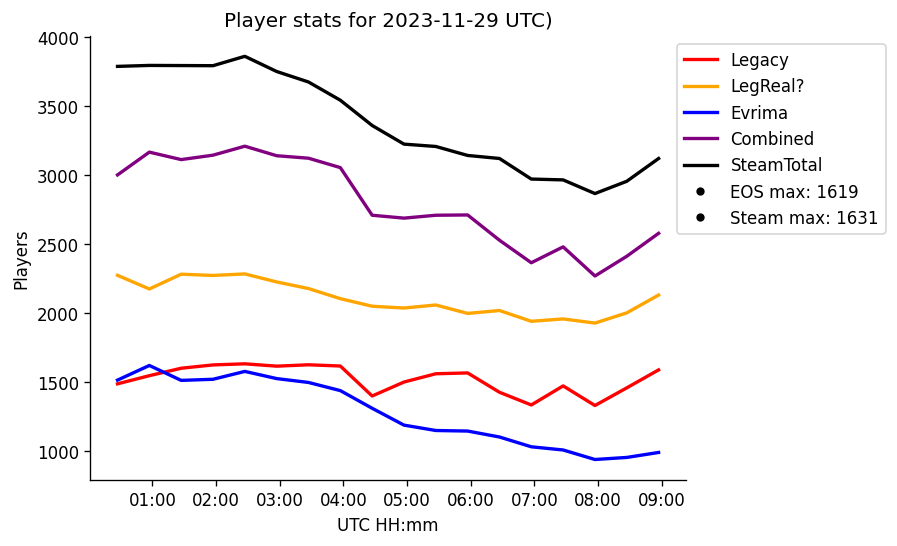 Player stats for 2023-11-29 UTC)
4000
3500
3000
2500
2000
1500
1000
Players
01:00 02:00 03:00 04:00 05:00 06:00 07:00 08:00 09:00
UTC HH:mm
Legacy
LegReal?
Evrima
Combined
SteamTotal
EOS max: 1619
Steam max: 1631